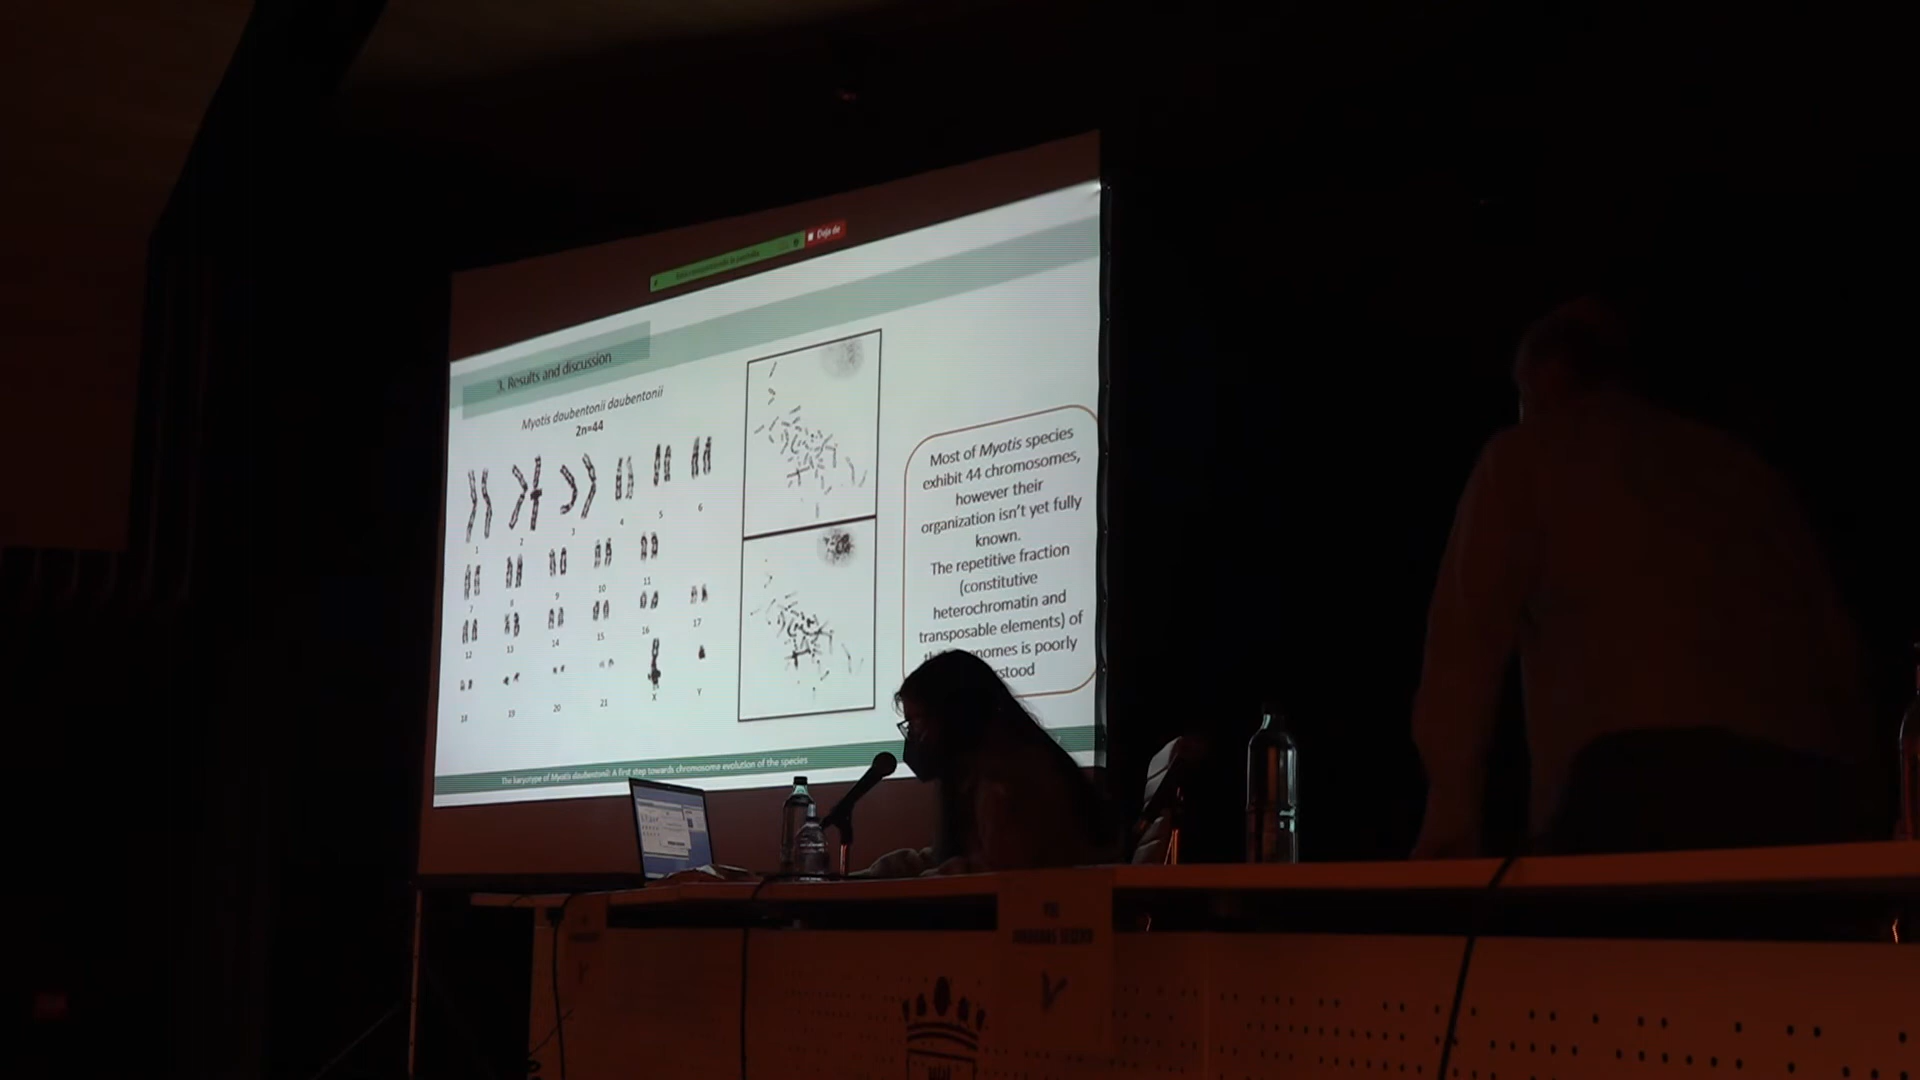 Deja de
3. Results and discussion
Myotis daubentonii daubentonii
2n=44
1 2 3 4 5 6
7 8 9 10 11
12 13 14 15 16 17
18 19 20 21 X Y
Most of Myotis species
exhibit 44 chromosomes,
however their
organization isn't yet fully
known.
The repetitive fraction
(constitutive
heterochromatin and
transposable elements) of
is poorly
The karyotype of Myotis daubentonii: A first step towards chromosome evolution of the species